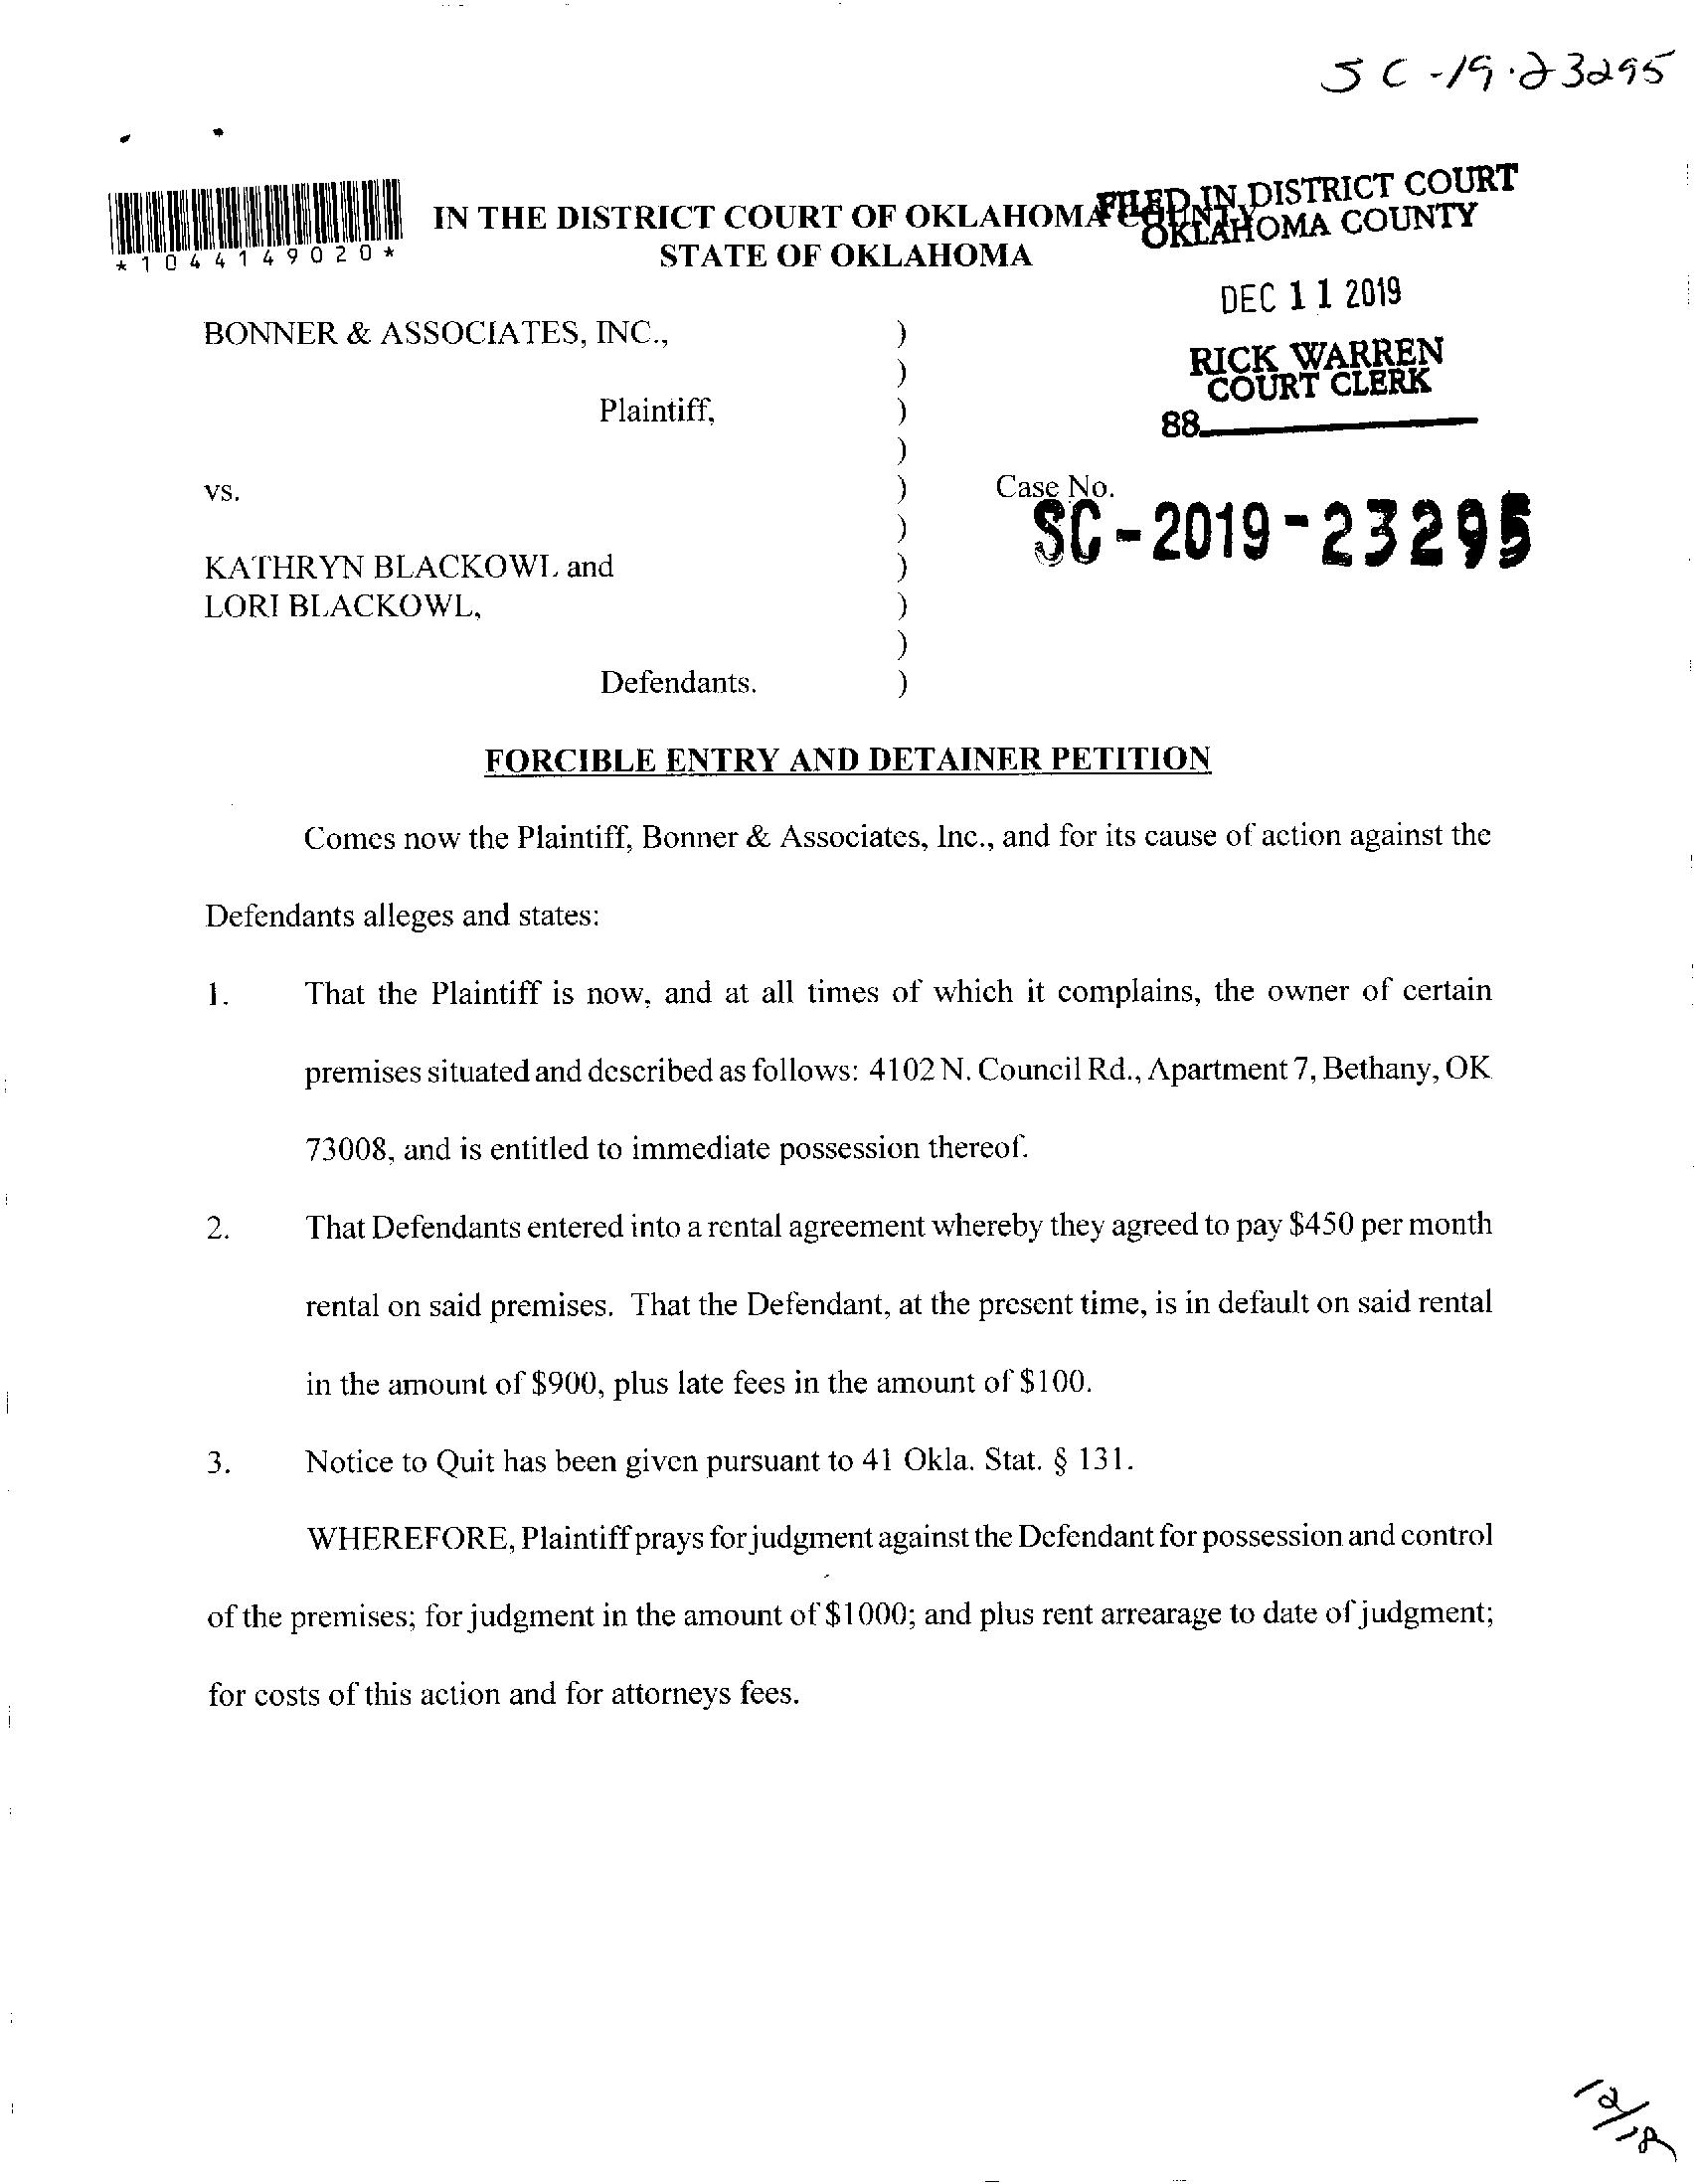 SC-19-23295
FILED IN DISTRICT COURT
OKLAHOMA COUNTY
IN THE DISTRICT COURT OF OKLAHOMA COUNTY
STATE OF OKLAHOMA
*1044149020*
DEC 11 2019
RICK WARREN
COURT CLERK
88
BONNER & ASSOCIATES, INC., )
)
Plaintiff, )
)
vs. ) Case No.
) SC-2019-23295
KATHRYN BLACKOWL and )
LORI BLACKOWL, )
)
Defendants. )
FORCIBLE ENTRY AND DETAINER PETITION
Comes now the Plaintiff, Bonner & Associates, Inc., and for its cause of action against the
Defendants alleges and states:
1. That the Plaintiff is now, and at all times of which it complains, the owner of certain
premises situated and described as follows: 4102 N. Council Rd., Apartment 7, Bethany, OK
73008, and is entitled to immediate possession thereof.
2. That Defendants entered into a rental agreement whereby they agreed to pay $450 per month
rental on said premises. That the Defendant, at the present time, is in default on said rental
in the amount of $900, plus late fees in the amount of $100.
3. Notice to Quit has been given pursuant to 41 Okla. Stat. § 131.
WHEREFORE, Plaintiff prays for judgment against the Defendant for possession and control
of the premises; for judgment in the amount of $1000; and plus rent arrearage to date of judgment;
for costs of this action and for attorneys fees.